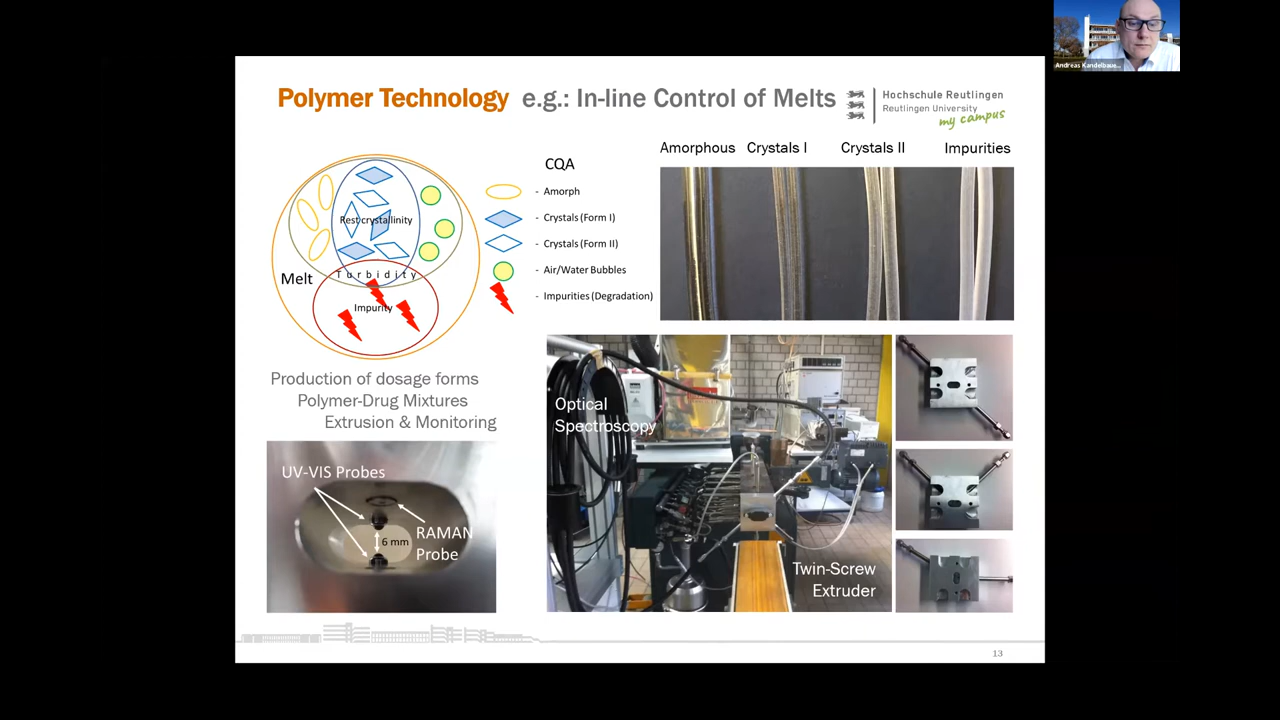 Andreas Kandelbaue...
Polymer Technology e.g.: In-line Control of Melts
Hochschule Reutlingen
Reutlingen University
my campus
Amorphous Crystals I Crystals II Impurities
CQA
- Amorph
- Crystals (Form I)
- Crystals (Form II)
- Air/Water Bubbles
- Impurities (Degradation)
Rest crystallinity
Turbidity
Melt
Impurity
Production of dosage forms
Polymer-Drug Mixtures
Extrusion & Monitoring
UV-VIS Probes
RAMAN
Probe
6 mm
Optical
Spectroscopy
Twin-Screw
Extruder
13